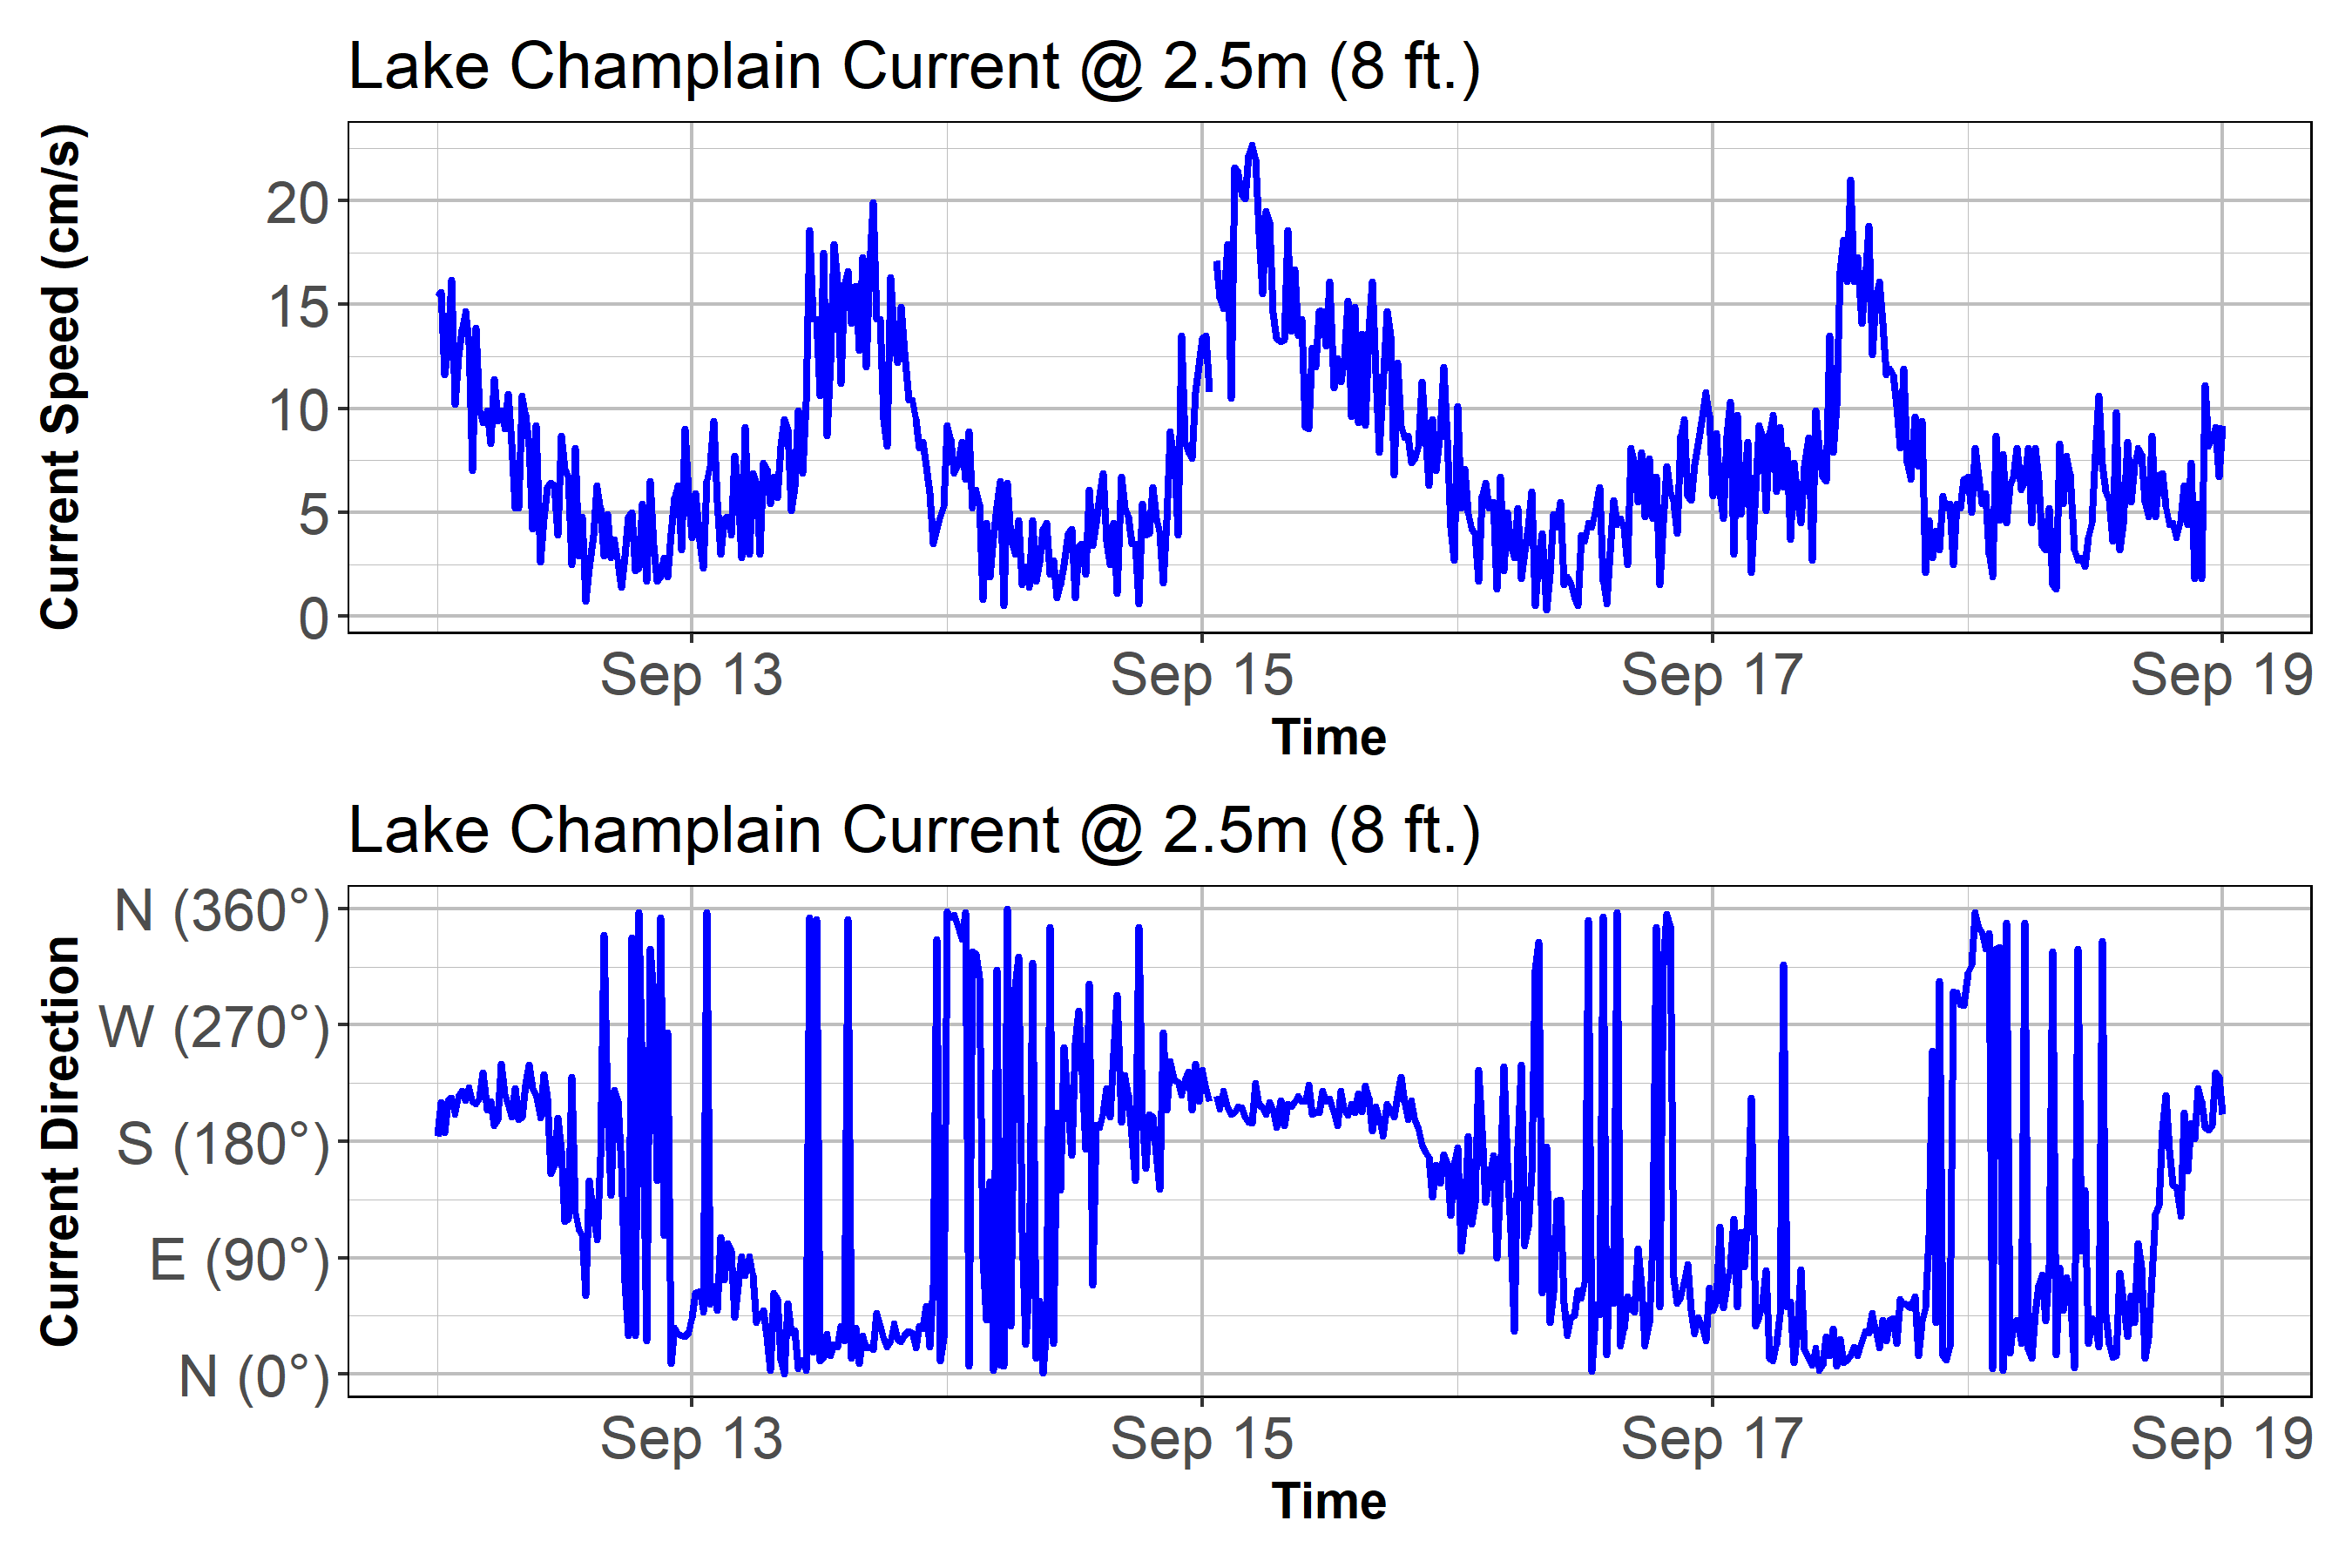 Lake Champlain Current @ 2.5m (8 ft.)
Current Speed (cm/s)
20
15
10
5
0
Sep 13 Sep 15 Sep 17 Sep 19
Time
Lake Champlain Current @ 2.5m (8 ft.)
Current Direction
N (360°)
W (270°)
S (180°)
E (90°)
N (0°)
Sep 13 Sep 15 Sep 17 Sep 19
Time